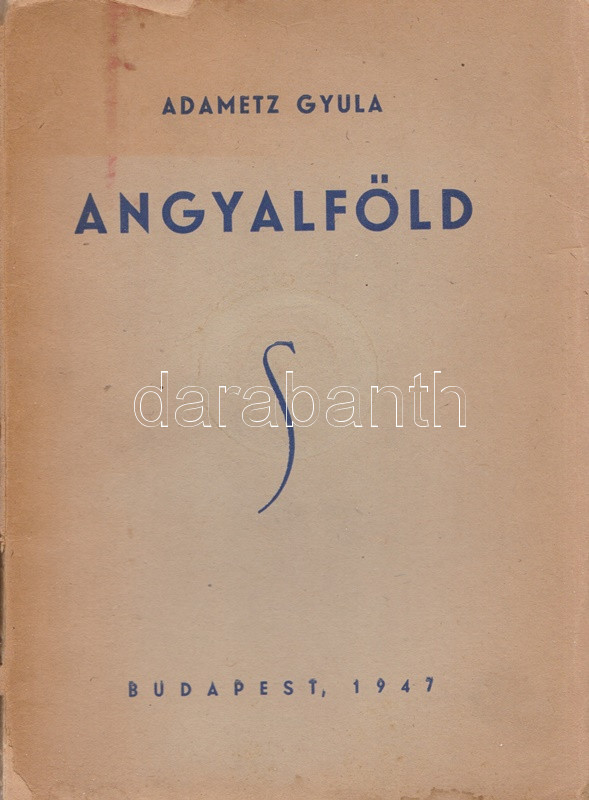 ADAMETZ GYULA
ANGYALFÖLD
S
darabanth
BUDAPEST, 1947